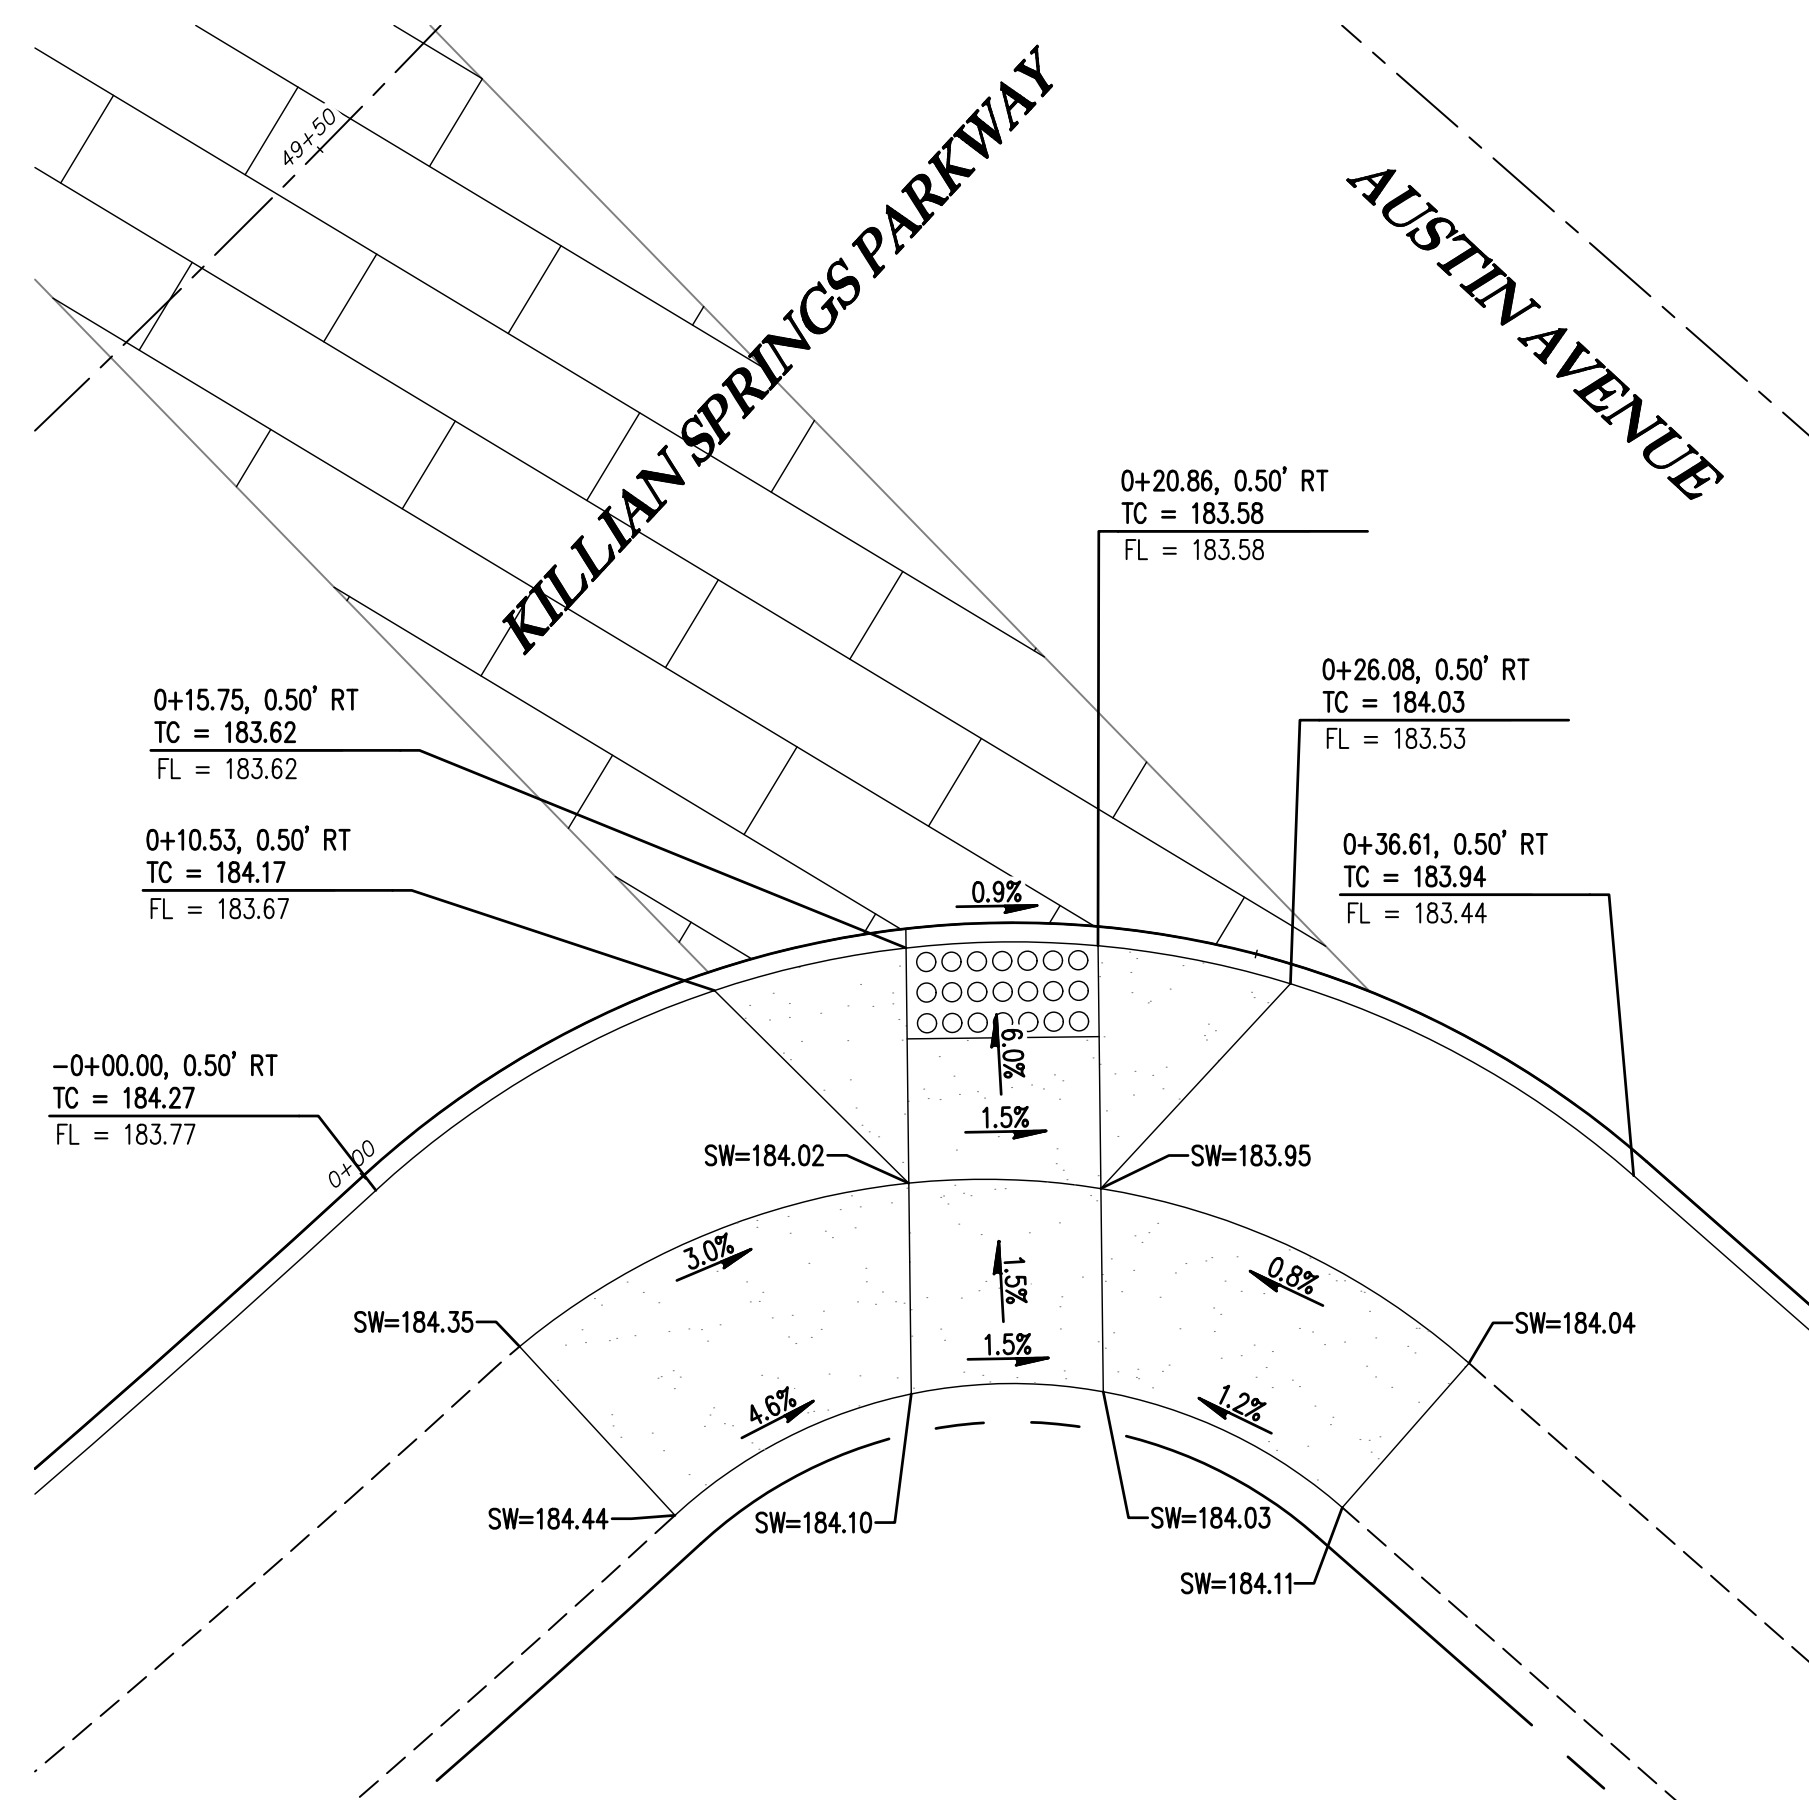 49+50
KILLIAN SPRINGS PARKWAY
AUSTIN AVENUE
0+20.86, 0.50' RT
TC = 183.58
FL = 183.58
0+26.08, 0.50' RT
TC = 184.03
FL = 183.53
0+15.75, 0.50' RT
TC = 183.62
FL = 183.62
0+10.53, 0.50' RT
TC = 184.17
FL = 183.67
0+36.61, 0.50' RT
TC = 183.94
FL = 183.44
0.9%
-0+00.00, 0.50' RT
TC = 184.27
FL = 183.77
0+00
6.0%
1.5%
SW=184.02
SW=183.95
3.0%
1.5%
0.8%
SW=184.35
SW=184.04
1.5%
4.6%
1.2%
SW=184.44
SW=184.10
SW=184.03
SW=184.11